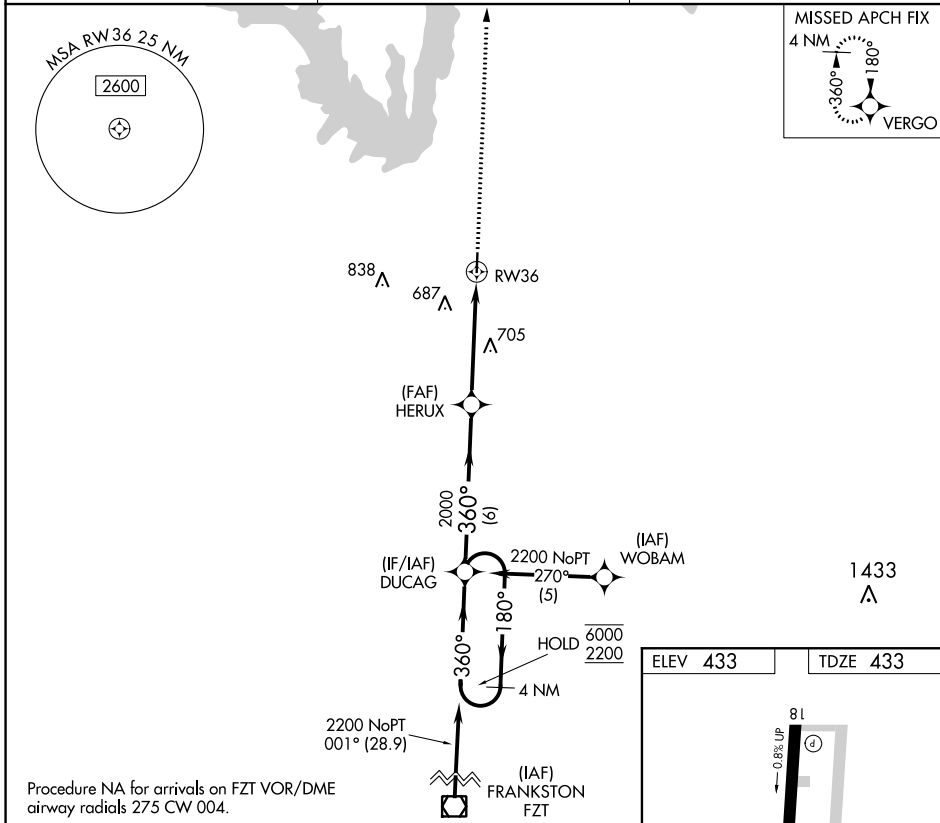 MSA RW36 25 NM
2600
MISSED APCH FIX
4 NM
360°
180°
VERGO
RW36
838
687
705
(FAF)
HERUX
2000
360°
(6)
(IF/IAF)
DUCAG
2200 NoPT
270°
(5)
(IAF)
WOBAM
1433
360°
180°
HOLD
6000
2200
4 NM
2200 NoPT
001° (28.9)
(IAF)
FRANKSTON
FZT
Procedure NA for arrivals on FZT VOR/DME
airway radials 275 CW 004.
ELEV 433
TDZE 433
18
P
0.8% UP